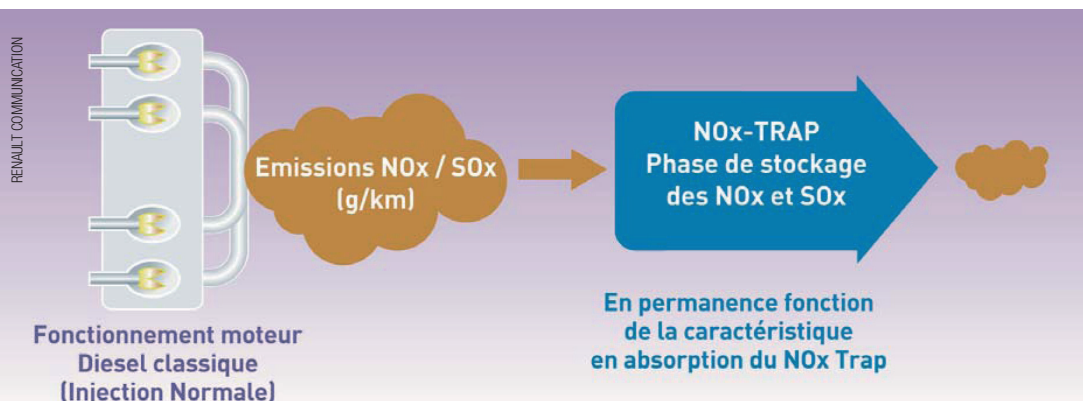 RENAULT COMMUNICATION
Emissions NOx / SOx
(g/km)
NOx-TRAP
Phase de stockage
des NOx et SOx
Fonctionnement moteur
Diesel classique
(Injection Normale)
En permanence fonction
de la caractéristique
en absorption du NOx Trap